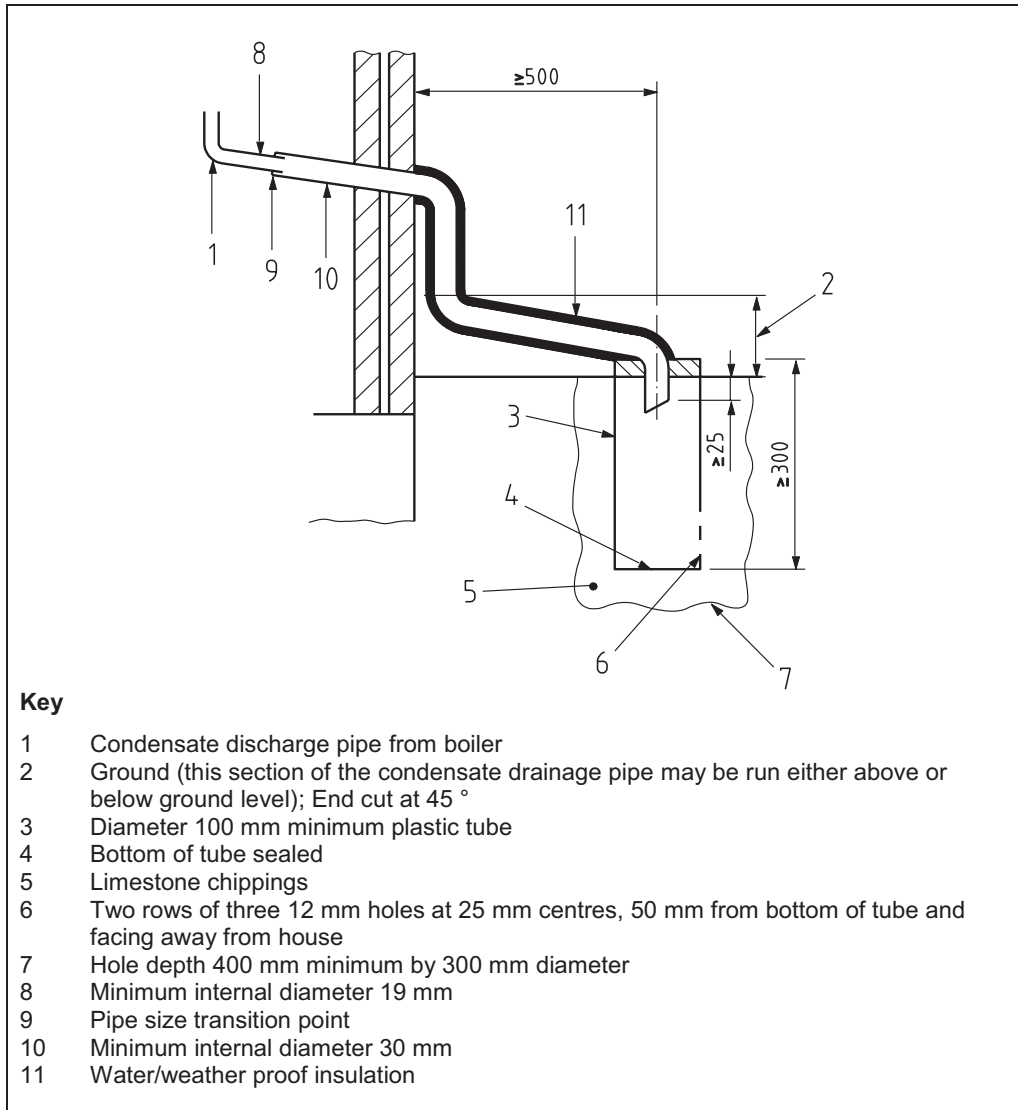 8
≥500
11
2
1
9
10
3
≥25
≥300
4
5
6
7
Key
1 Condensate discharge pipe from boiler
2 Ground (this section of the condensate drainage pipe may be run either above or
below ground level); End cut at 45 °
3 Diameter 100 mm minimum plastic tube
4 Bottom of tube sealed
5 Limestone chippings
6 Two rows of three 12 mm holes at 25 mm centres, 50 mm from bottom of tube and
facing away from house
7 Hole depth 400 mm minimum by 300 mm diameter
8 Minimum internal diameter 19 mm
9 Pipe size transition point
10 Minimum internal diameter 30 mm
11 Water/weather proof insulation